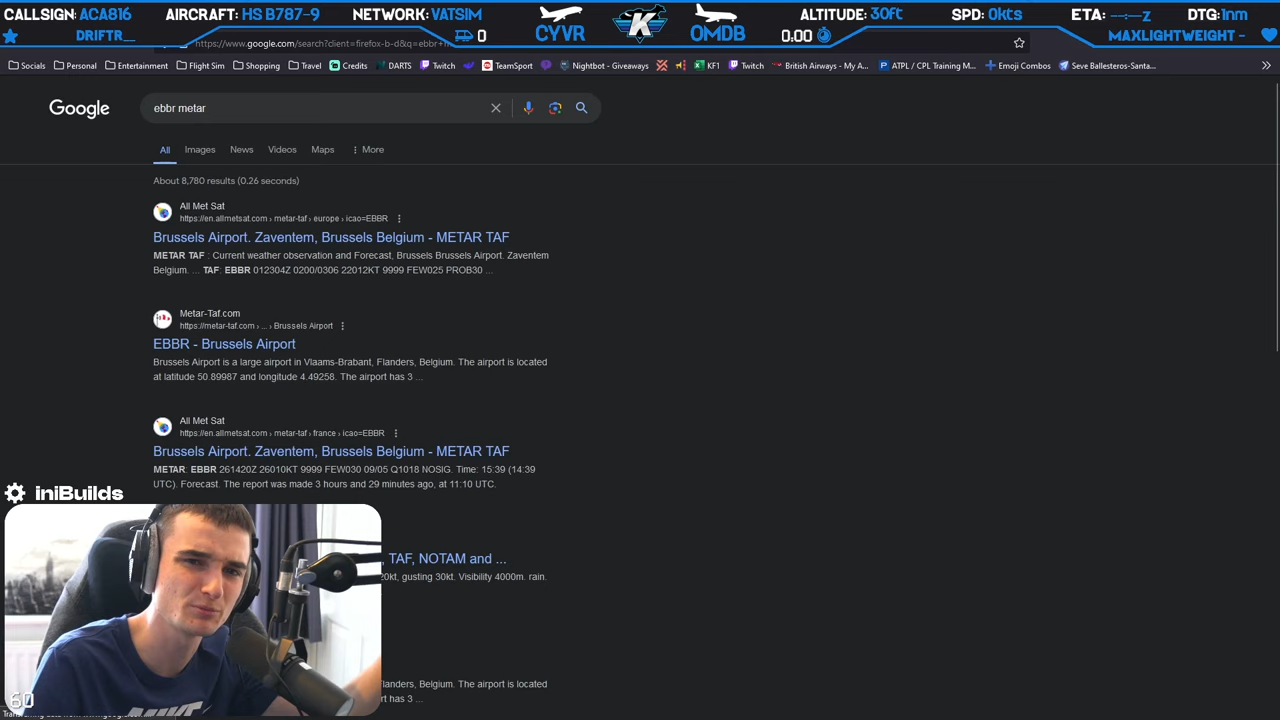 CALLSIGN: ACA816
AIRCRAFT: HS B787-9
NETWORK: VATSIM
ALTITUDE: 30ft
SPD: 0kts
ETA: --:--z
DTG: 1nm
DRIFTR__
0
CYVR
K
OMDB
0.00
MAXLIGHTWEIGHT -
https://www.google.com/search?client=firefox-b-d&q=ebbr+
Socials
Personal
Entertainment
Flight Sim
Shopping
Travel
Credits
DARTS
Twitch
TeamSport
Nightbot - Giveaways
KF1
Twitch
British Airways - My A...
ATPL / CPL Training M...
Emoji Combos
Seve Ballesteros-Santa...
Google
ebbr metar
All
Images
News
Videos
Maps
More
About 8,780 results (0.26 seconds)
All Met Sat
https://en.allmetsat.com › metar-taf › europe › icao=EBBR
Brussels Airport. Zaventem, Brussels Belgium - METAR TAF
METAR TAF : Current weather observation and Forecast, Brussels Brussels Airport. Zaventem
Belgium. ... TAF: EBBR 012304Z 0200/0306 22012KT 9999 FEW025 PROB30 ...
Metar-Taf.com
https://metar-taf.com › ... › Brussels Airport
EBBR - Brussels Airport
Brussels Airport is a large airport in Vlaams-Brabant, Flanders, Belgium. The airport is located
at latitude 50.89987 and longitude 4.49258. The airport has 3 ...
All Met Sat
https://en.allmetsat.com › metar-taf › france › icao=EBBR
Brussels Airport. Zaventem, Brussels Belgium - METAR TAF
METAR: EBBR 261420Z 26010KT 9999 FEW030 09/05 Q1018 NOSIG. Time: 15:39 (14:39
UTC). Forecast. The report was made 3 hours and 29 minutes ago, at 11:10 UTC.
iniBuilds
, TAF, NOTAM and ...
20kt, gusting 30kt. Visibility 4000m. rain.
Flanders, Belgium. The airport is located
rt has 3 ...
60